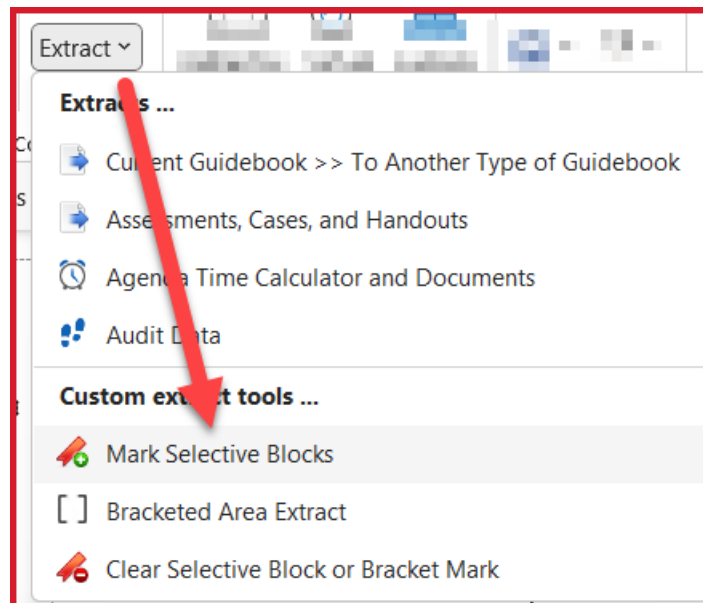 Extract
Extracts ...
Current Guidebook >> To Another Type of Guidebook
Assessments, Cases, and Handouts
Agenda Time Calculator and Documents
Audit Data
Custom extract tools ...
Mark Selective Blocks
[ ] Bracketed Area Extract
Clear Selective Block or Bracket Mark